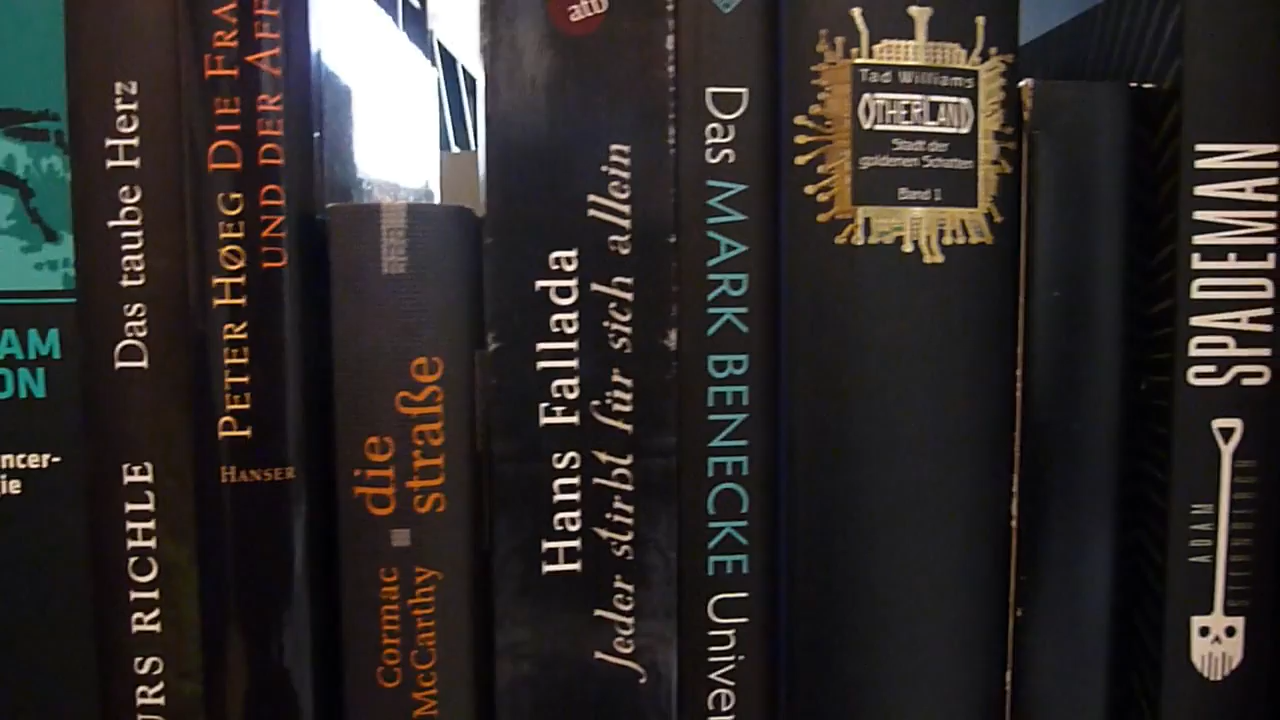 AM
ON
ncer-
ie
URS RICHLE Das taube Herz
PETER HØEG DIE FRA
UND DER AFF
HANSER
Cormac
McCarthy
die
straße
atb
Hans Fallada
Jeder stirbt für sich allein
Das MARK BENECKE Univer
Tad Williams
OTHERLAND
Stadt der
goldenen Schatten
Band 1
SPADEMAN
ADAM